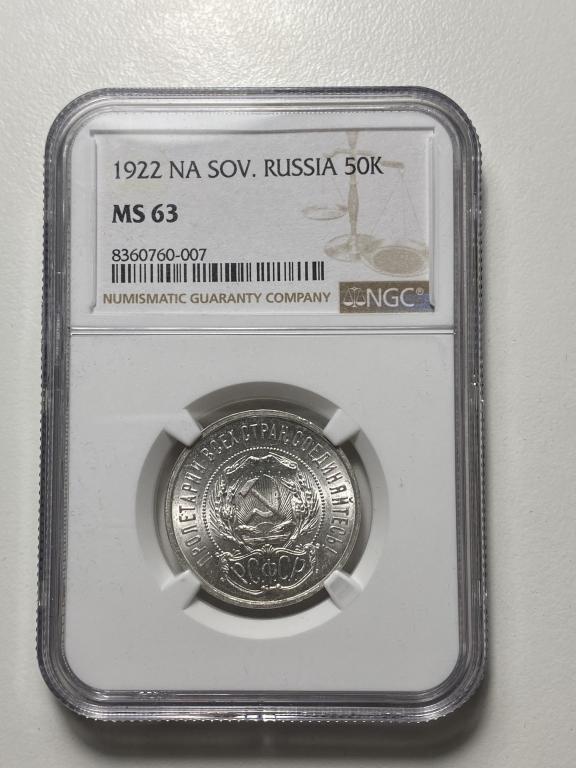 1922 NA SOV. RUSSIA 50K
MS 63
8360760-007
NUMISMATIC GUARANTY COMPANY
NGC®
ПРОЛЕТАРИИ ВСЕХ СТРАН, СОЕДИНЯЙТЕСЬ!
РСФСР